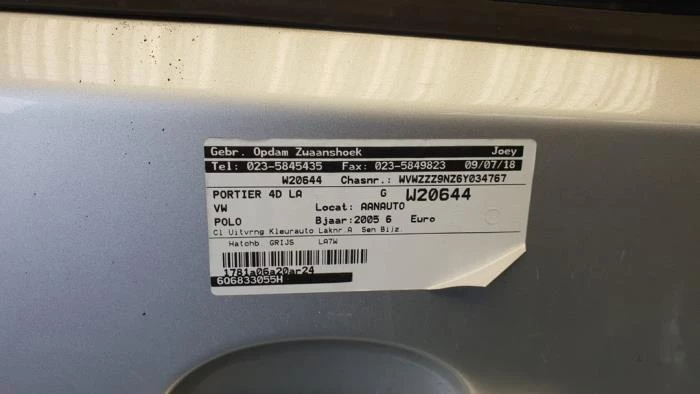 Gebr. Opdam Zwaanshoek Joey
Tel: 023-5845435 Fax: 023-5849823 09/07/18
W20644 Chasnr.: WVWZZZ9NZ6Y034767
PORTIER 4D LA G W20644
VW Locat: AANAUTO
POLO Bjaar:2005 6 Euro
Cl Uitvrng Kleurauto Laknr.A Sen Bijz.
Hatchb. GRIJS LA7W
1781a06a20ar24
6Q6833055H